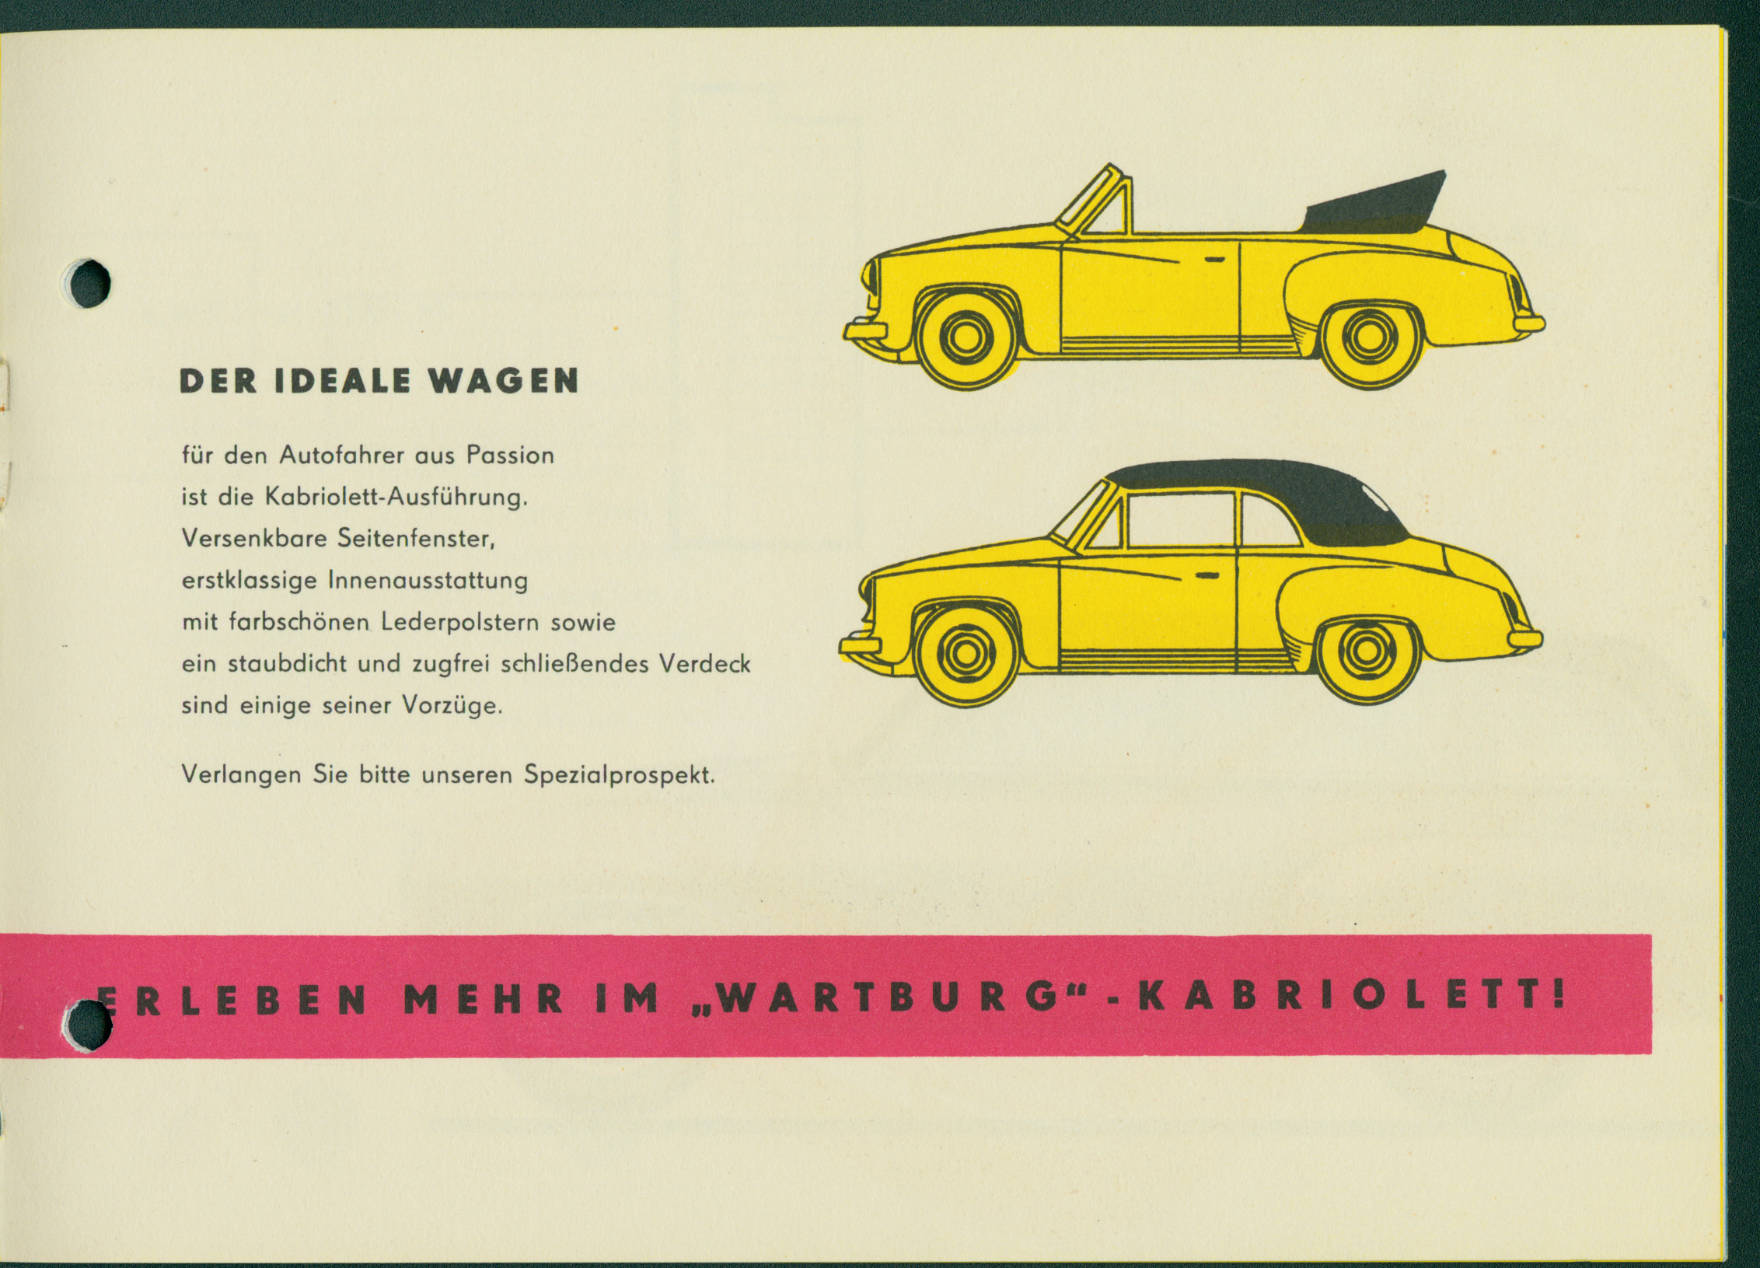 DER IDEALE WAGEN
für den Autofahrer aus Passion
ist die Kabriolett-Ausführung.
Versenkbare Seitenfenster,
erstklassige Innenausstattung
mit farbschönen Lederpolstern sowie
ein staubdicht und zugfrei schließendes Verdeck
sind einige seiner Vorzüge.
Verlangen Sie bitte unseren Spezialprospekt.
ERLEBEN MEHR IM „WARTBURG“-KABRIOLETT!